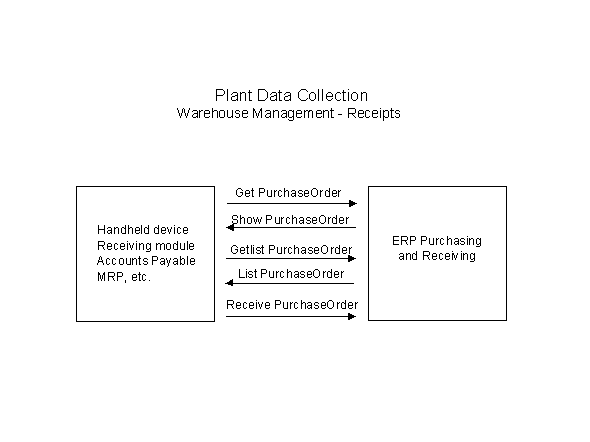 Plant Data Collection
Warehouse Management - Receipts
Get PurchaseOrder
Show PurchaseOrder
Getlist PurchaseOrder
List PurchaseOrder
Receive PurchaseOrder
Handheld device
Receiving module
Accounts Payable
MRP, etc.
ERP Purchasing
and Receiving